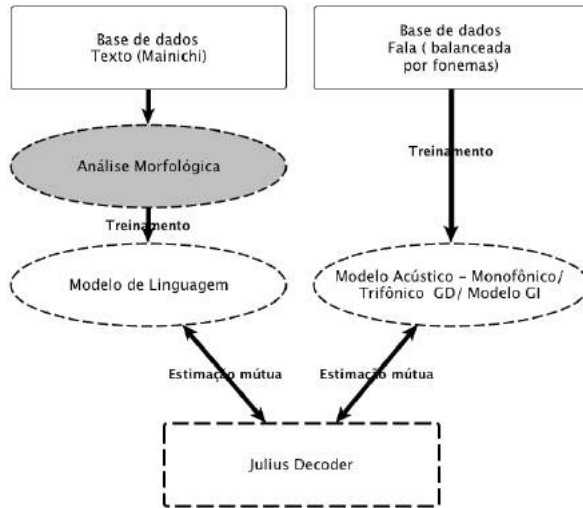 Base de dados
Texto (Mainichi)
Base de dados
Fala ( balanceada
por fonemas)
Análise Morfológica
Treinamento
Treinamento
Modelo de Linguagem
Modelo Acústico - Monofônico/
Trifônico GD/ Modelo GI
Estimação mútua
Estimação mútua
Julius Decoder